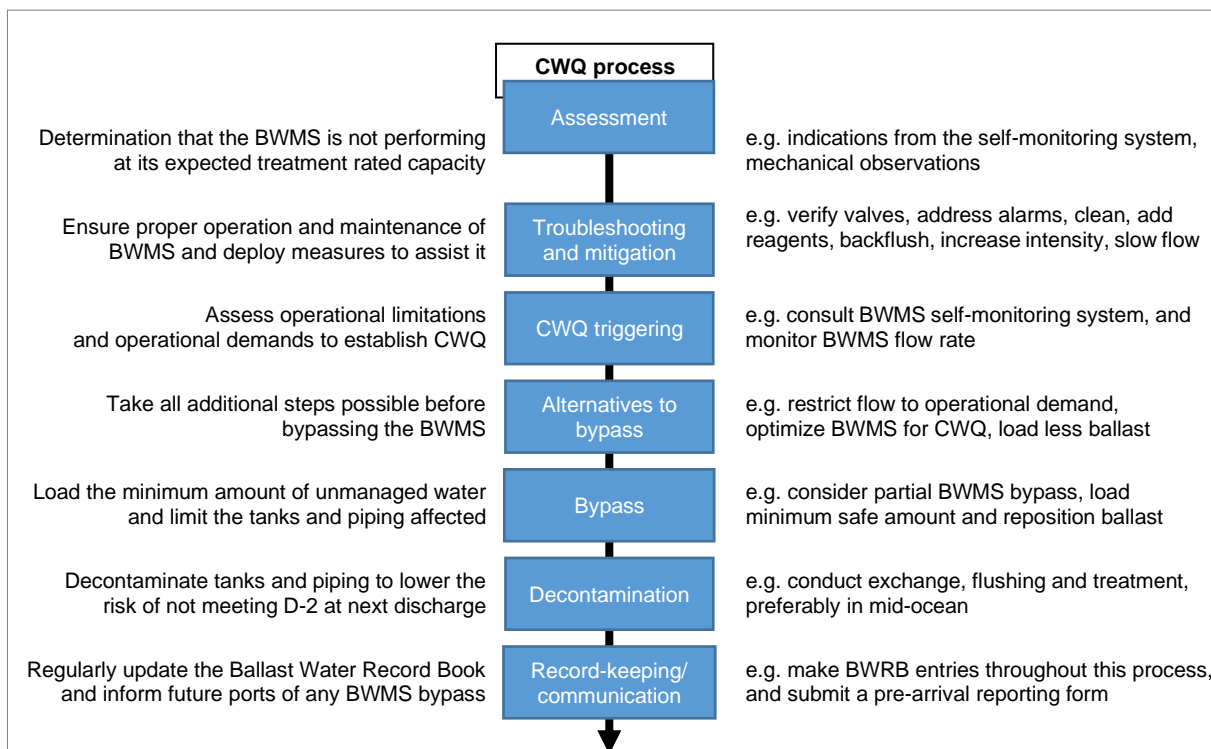 CWQ process
Assessment
Determination that the BWMS is not performing
at its expected treatment rated capacity
e.g. indications from the self-monitoring system,
mechanical observations
Ensure proper operation and maintenance of
BWMS and deploy measures to assist it
Troubleshooting
and mitigation
e.g. verify valves, address alarms, clean, add
reagents, backflush, increase intensity, slow flow
Assess operational limitations
and operational demands to establish CWQ
CWQ triggering
e.g. consult BWMS self-monitoring system, and
monitor BWMS flow rate
Take all additional steps possible before
bypassing the BWMS
Alternatives to
bypass
e.g. restrict flow to operational demand,
optimize BWMS for CWQ, load less ballast
Load the minimum amount of unmanaged water
and limit the tanks and piping affected
Bypass
e.g. consider partial BWMS bypass, load
minimum safe amount and reposition ballast
Decontaminate tanks and piping to lower the
risk of not meeting D-2 at next discharge
Decontamination
e.g. conduct exchange, flushing and treatment,
preferably in mid-ocean
Regularly update the Ballast Water Record Book
and inform future ports of any BWMS bypass
Record-keeping/
communication
e.g. make BWRB entries throughout this process,
and submit a pre-arrival reporting form